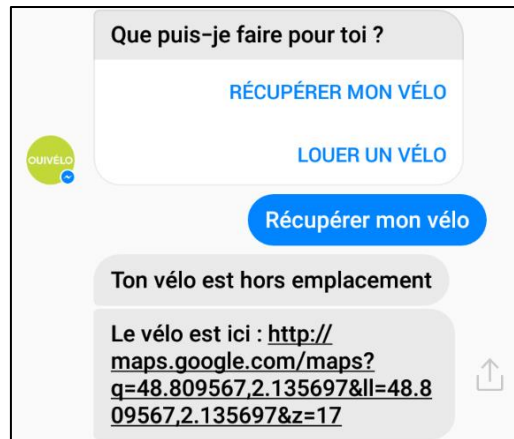 Que puis-je faire pour toi ?
RÉCUPÉRER MON VÉLO
LOUER UN VÉLO
OUIVÉLO
Récupérer mon vélo
Ton vélo est hors emplacement
Le vélo est ici : http://
maps.google.com/maps?
q=48.809567,2.135697&ll=48.8
09567,2.135697&z=17